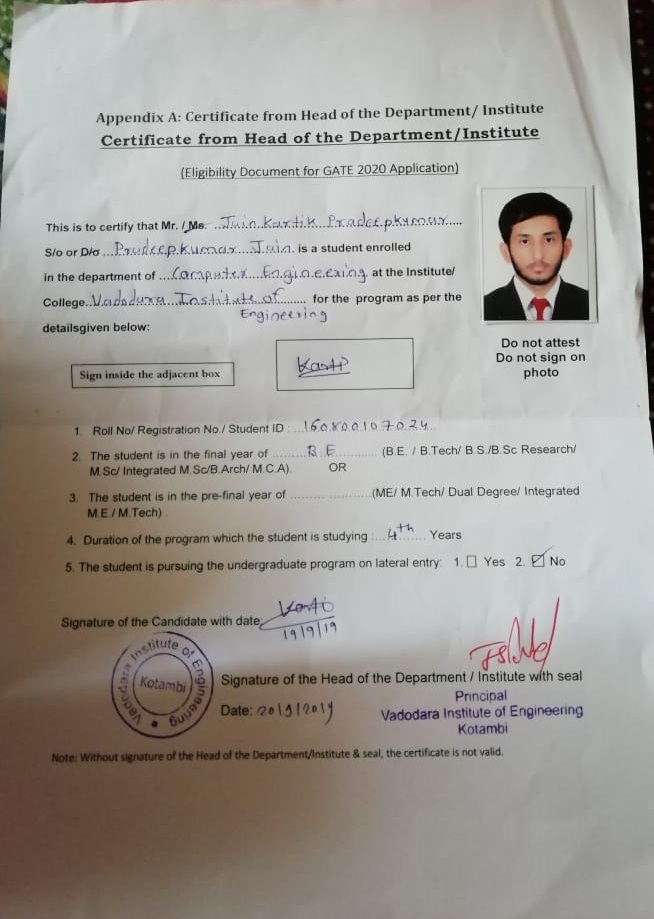 Appendix A: Certificate from Head of the Department/ Institute
Certificate from Head of the Department/Institute
(Eligibility Document for GATE 2020 Application)
This is to certify that Mr. / Ms. ..Jain Kartik Pradeepkumar....
S/o or D/o ...Pradeepkumar Jain. is a student enrolled
in the department of ...Computer Engineering at the Institute/
College..Vadodara Institute of....... for the program as per the
Engineering
detailsgiven below:
Do not attest
Do not sign on
photo
Sign inside the adjacent box
1. Roll No/ Registration No./ Student ID : ...160800107024
2. The student is in the final year of ........B.E........... (B.E. / B.Tech/ B.S./B.Sc Research/
M.Sc/ Integrated M.Sc/B.Arch/ M.C.A). OR
3. The student is in the pre-final year of .................... (ME/ M.Tech/ Dual Degree/ Integrated
M.E./ M.Tech)
4. Duration of the program which the student is studying :...4th.... Years
5. The student is pursuing the undergraduate program on lateral entry: 1. ☐ Yes 2. ☑ No
Signature of the Candidate with date:
19/9/19
Vadodara Institute of Engineering
Kotambi
Signature of the Head of the Department / Institute with seal
Date: 20/9/2019
Principal
Vadodara Institute of Engineering
Kotambi
Note: Without signature of the Head of the Department/Institute & seal, the certificate is not valid.